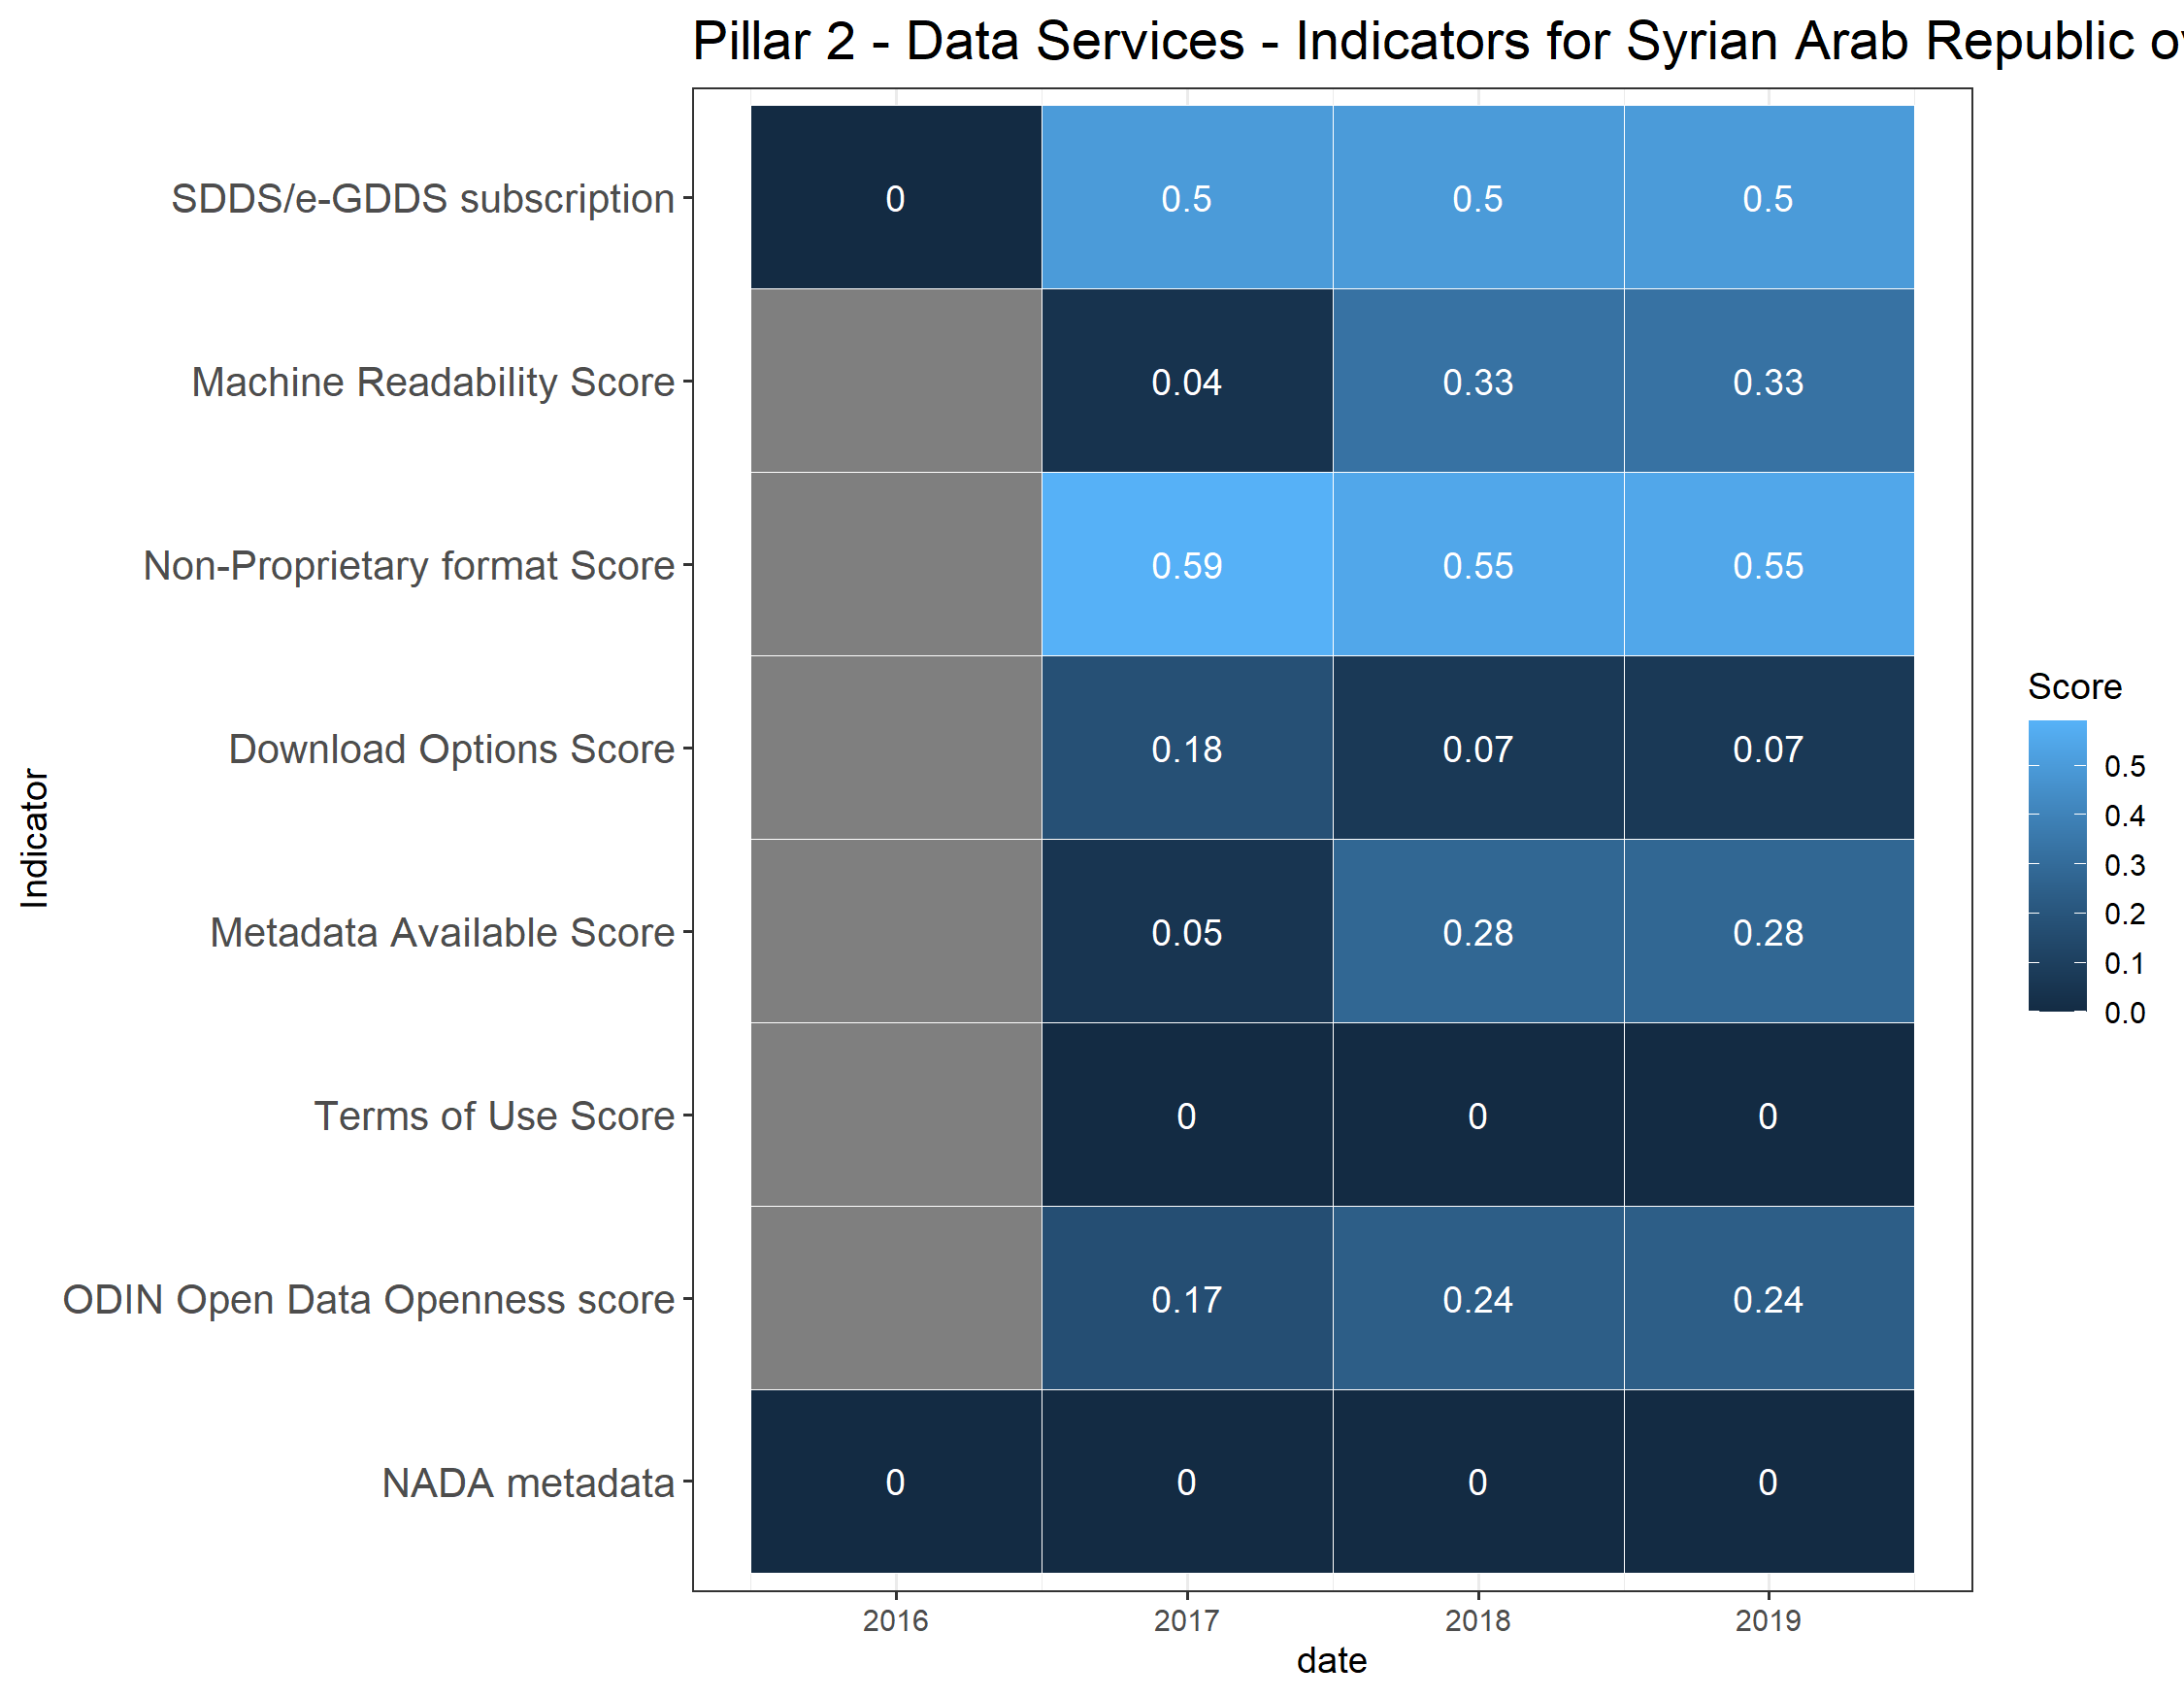 Pillar 2 - Data Services - Indicators for Syrian Arab Republic ov
SDDS/e-GDDS subscription 0 0.5 0.5 0.5
Machine Readability Score 0.04 0.33 0.33
Non-Proprietary format Score 0.59 0.55 0.55
Download Options Score 0.18 0.07 0.07
Metadata Available Score 0.05 0.28 0.28
Terms of Use Score 0 0 0
ODIN Open Data Openness score 0.17 0.24 0.24
NADA metadata 0 0 0 0
2016 2017 2018 2019
date
Indicator
Score
0.5
0.4
0.3
0.2
0.1
0.0